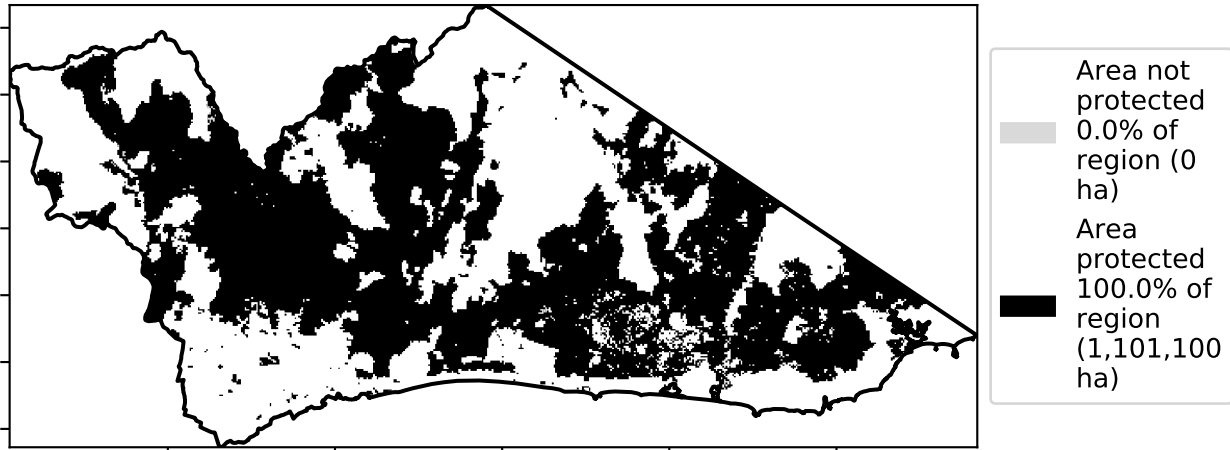 Area not
protected
0.0% of
region (0
ha)
Area
protected
100.0% of
region
(1,101,100
ha)